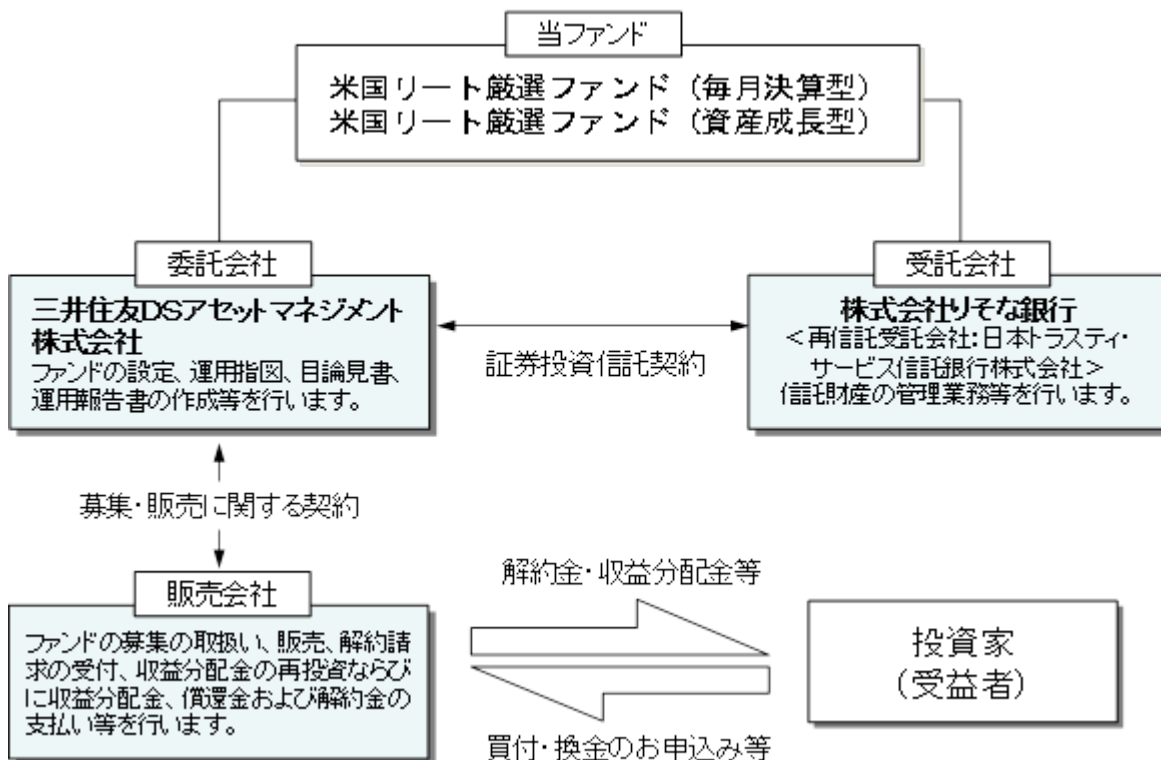 当ファンド
米国リート厳選ファンド（毎月決算型）
米国リート厳選ファンド（資産成長型）
委託会社
三井住友DSアセットマネジメント
株式会社
ファンドの設定、運用指図、目論見書、
運用報告書の作成等を行います。
証券投資信託契約
受託会社
株式会社りそな銀行
＜再信託受託会社：日本トラスティ・
サービス信託銀行株式会社＞
信託財産の管理業務等を行います。
募集・販売に関する契約
販売会社
ファンドの募集の取扱い、販売、解約請
求の受付、収益分配金の再投資ならび
に収益分配金、償還金および解約金の
支払い等を行います。
解約金・収益分配金等
買付・換金のお申込み等
投資家
（受益者）